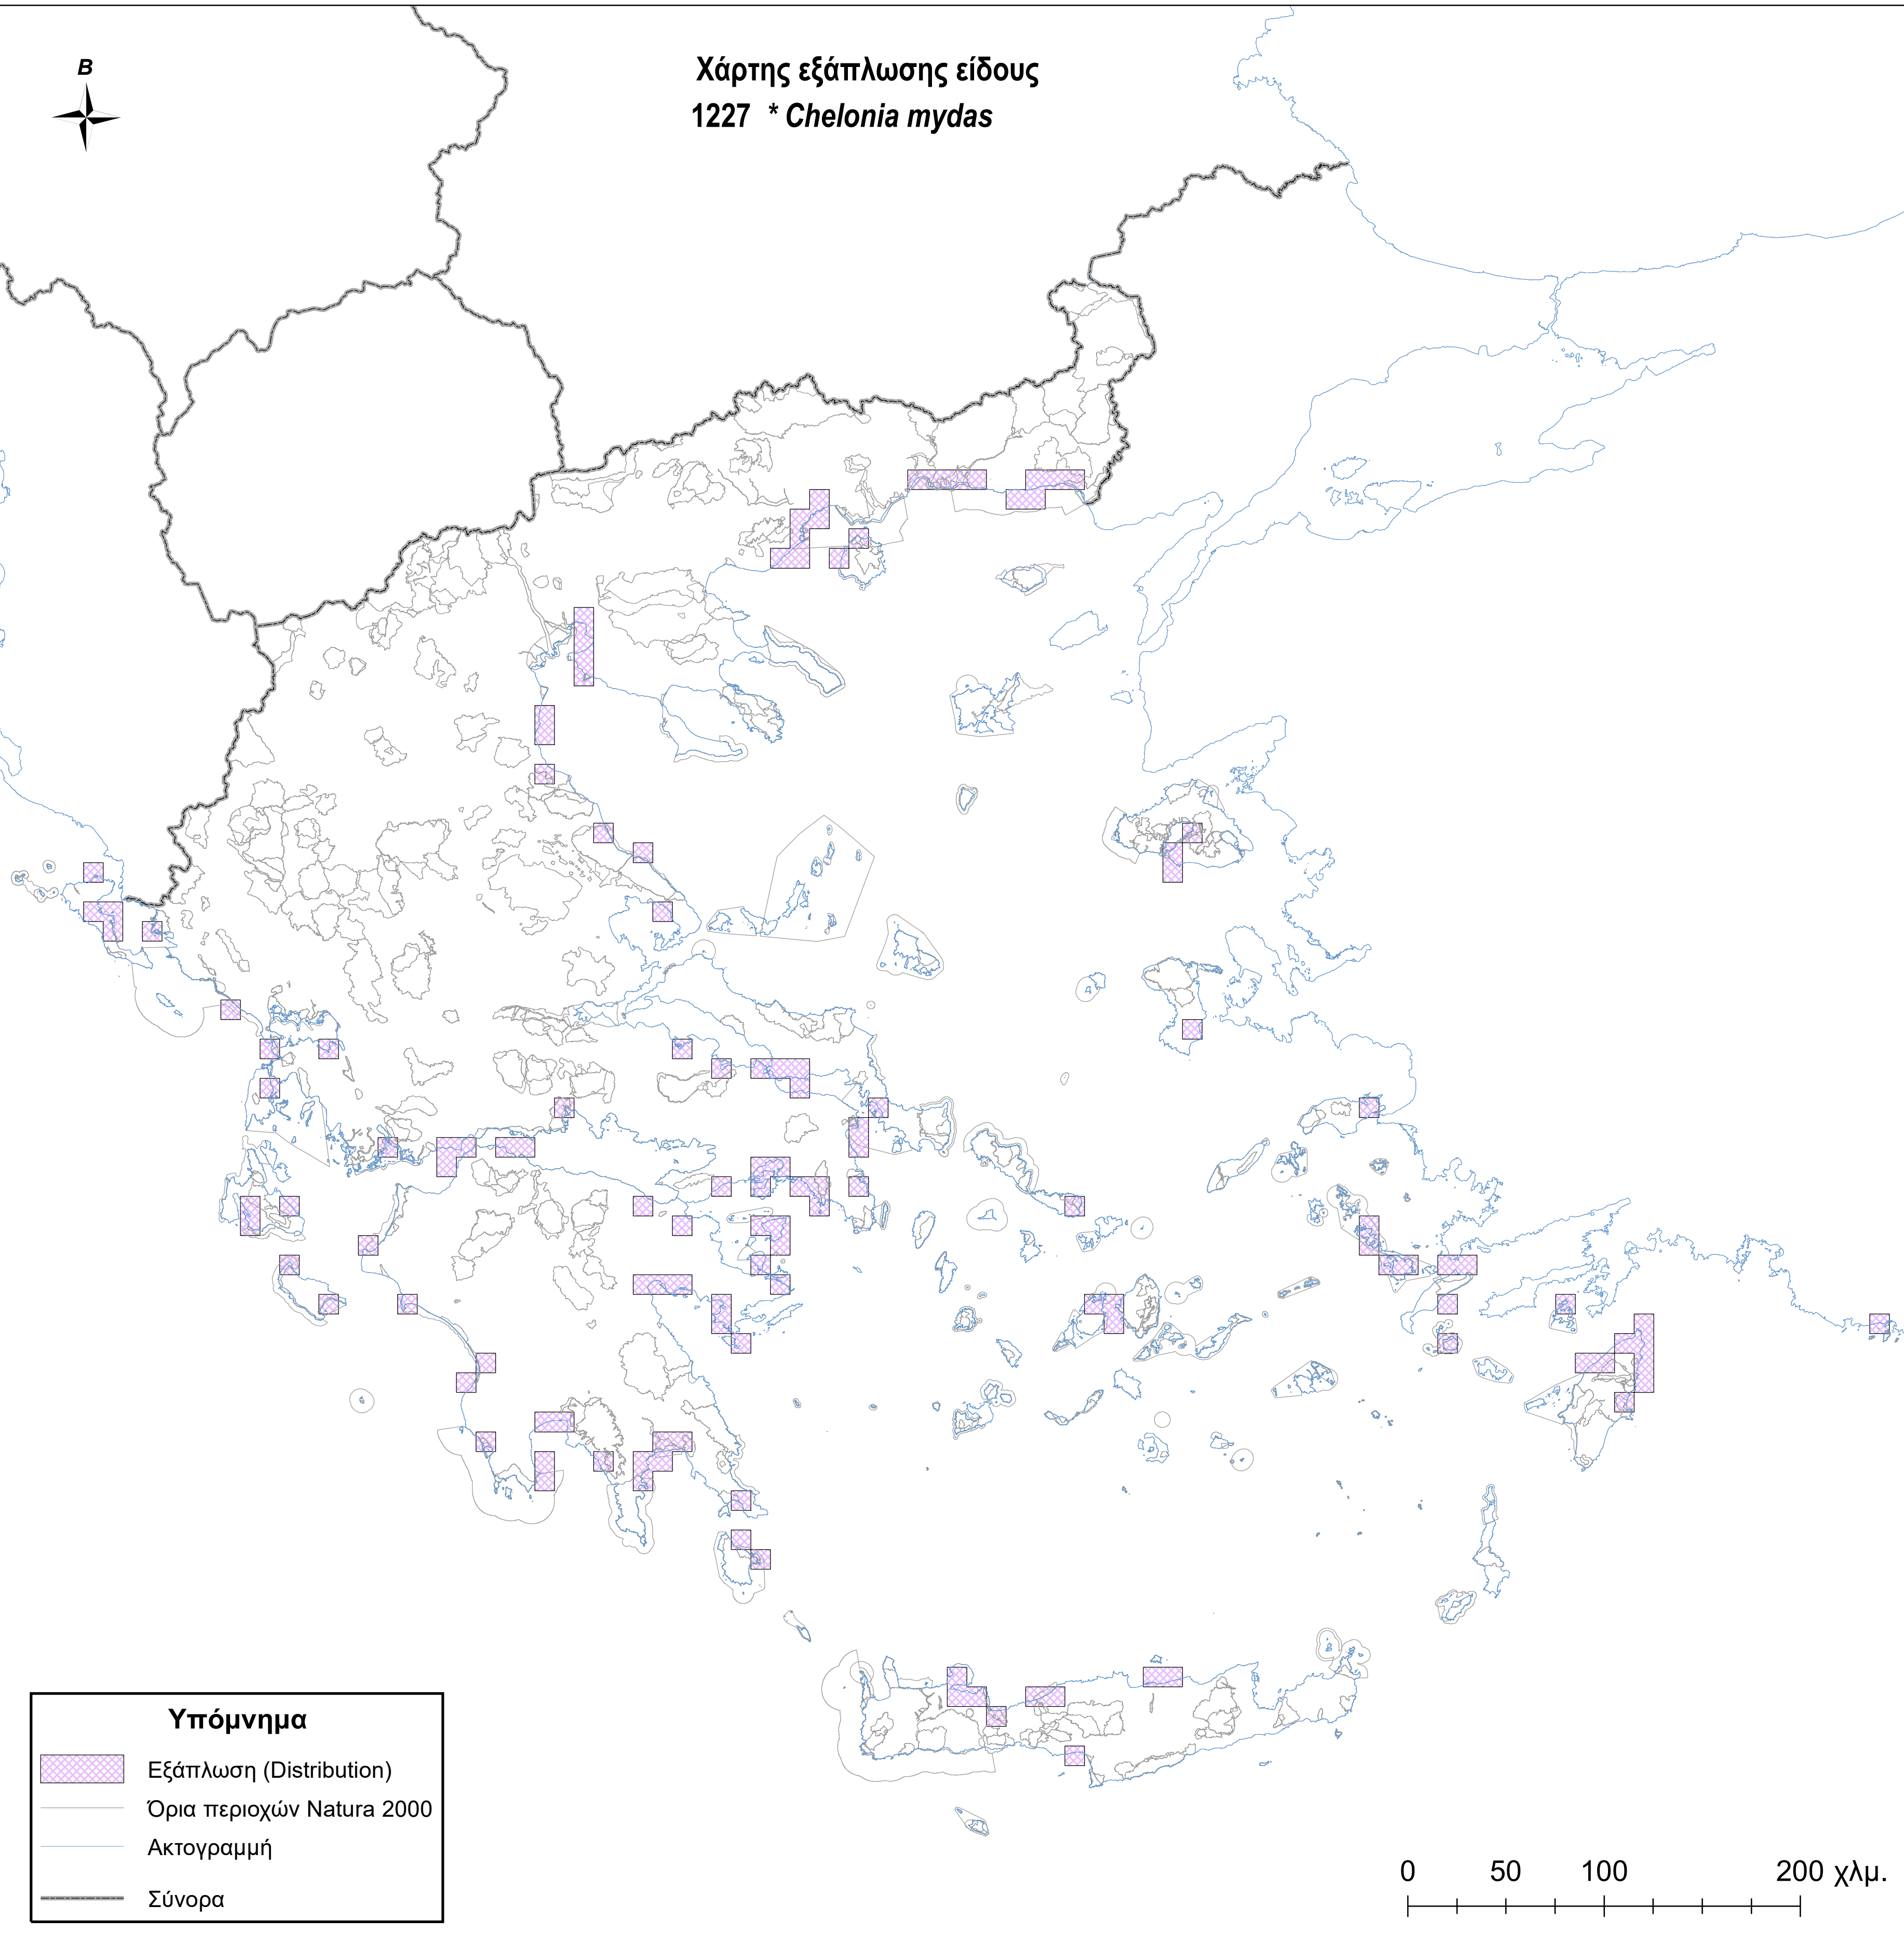 Β
Χάρτης εξάπλωσης είδους
1227 * Chelonia mydas
Υπόμνημα
Εξάπλωση (Distribution)
Όρια περιοχών Natura 2000
Ακτογραμμή
Σύνορα
0 50 100 200 χλμ.